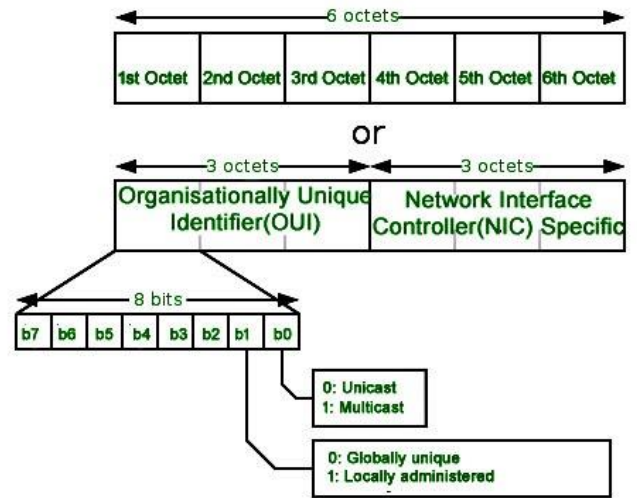 6 octets
1st Octet 2nd Octet 3rd Octet 4th Octet 5th Octet 6th Octet
or
3 octets 3 octets
Organisationally Unique Identifier(OUI)
Network Interface Controller(NIC) Specific
8 bits
b7 b6 b5 b4 b3 b2 b1 b0
0: Unicast
1: Multicast
0: Globally unique
1: Locally administered